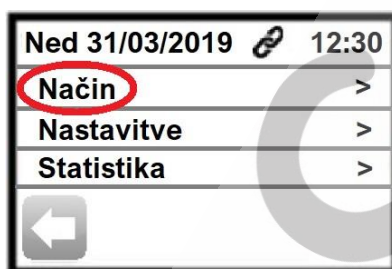 Ned 31/03/2019 12:30
Način >
Nastavitve >
Statistika >